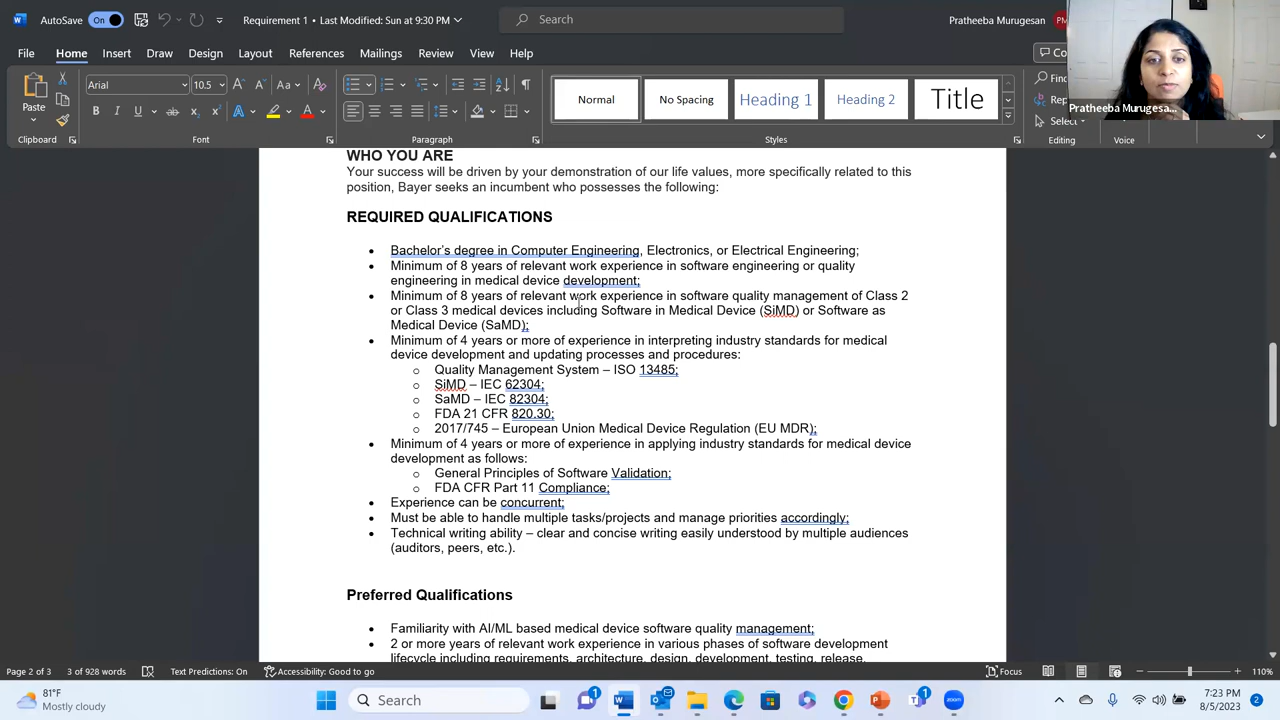 AutoSave On Requirement 1 • Last Modified: Sun at 9:30 PM Search Pratheeba Murugesan PM
File Home Insert Draw Design Layout References Mailings Review View Help Co
Paste Arial 10.5 Aa Normal No Spacing Heading 1 Heading 2 Title Find
B I U ab Rep
Pratheeba Murugesa...
Select Editing
Clipboard Font Paragraph Styles Voice
WHO YOU ARE
Your success will be driven by your demonstration of our life values, more specifically related to this
position, Bayer seeks an incumbent who possesses the following:
REQUIRED QUALIFICATIONS
• Bachelor's degree in Computer Engineering, Electronics, or Electrical Engineering;
• Minimum of 8 years of relevant work experience in software engineering or quality
engineering in medical device development;
• Minimum of 8 years of relevant work experience in software quality management of Class 2
or Class 3 medical devices including Software in Medical Device (SiMD) or Software as
Medical Device (SaMD);
• Minimum of 4 years or more of experience in interpreting industry standards for medical
device development and updating processes and procedures:
o Quality Management System – ISO 13485;
o SiMD – IEC 62304;
o SaMD – IEC 82304;
o FDA 21 CFR 820.30;
o 2017/745 – European Union Medical Device Regulation (EU MDR);
• Minimum of 4 years or more of experience in applying industry standards for medical device
development as follows:
o General Principles of Software Validation;
o FDA CFR Part 11 Compliance;
• Experience can be concurrent;
• Must be able to handle multiple tasks/projects and manage priorities accordingly;
• Technical writing ability – clear and concise writing easily understood by multiple audiences
(auditors, peers, etc.).
Preferred Qualifications
• Familiarity with AI/ML based medical device software quality management;
• 2 or more years of relevant work experience in various phases of software development
lifecycle including requirements, architecture, design, development, testing, release,
Page 2 of 3 3 of 928 words Text Predictions: On Accessibility: Good to go Focus 110%
81°F
Mostly cloudy
Search
1
1
zoom
7:23 PM
8/5/2023
2